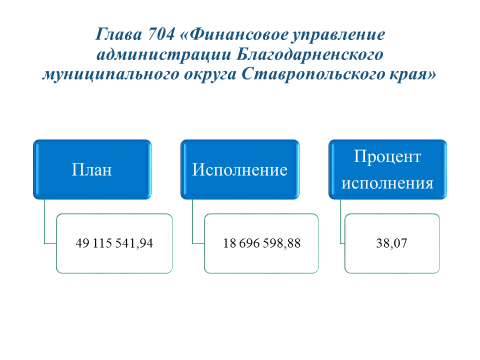 Глава 704 «Финансовое управление
администрации Благодарненского
муниципального округа Ставропольского края»
План
Исполнение
Процент
исполнения
49 115 541,94
18 696 598,88
38,07